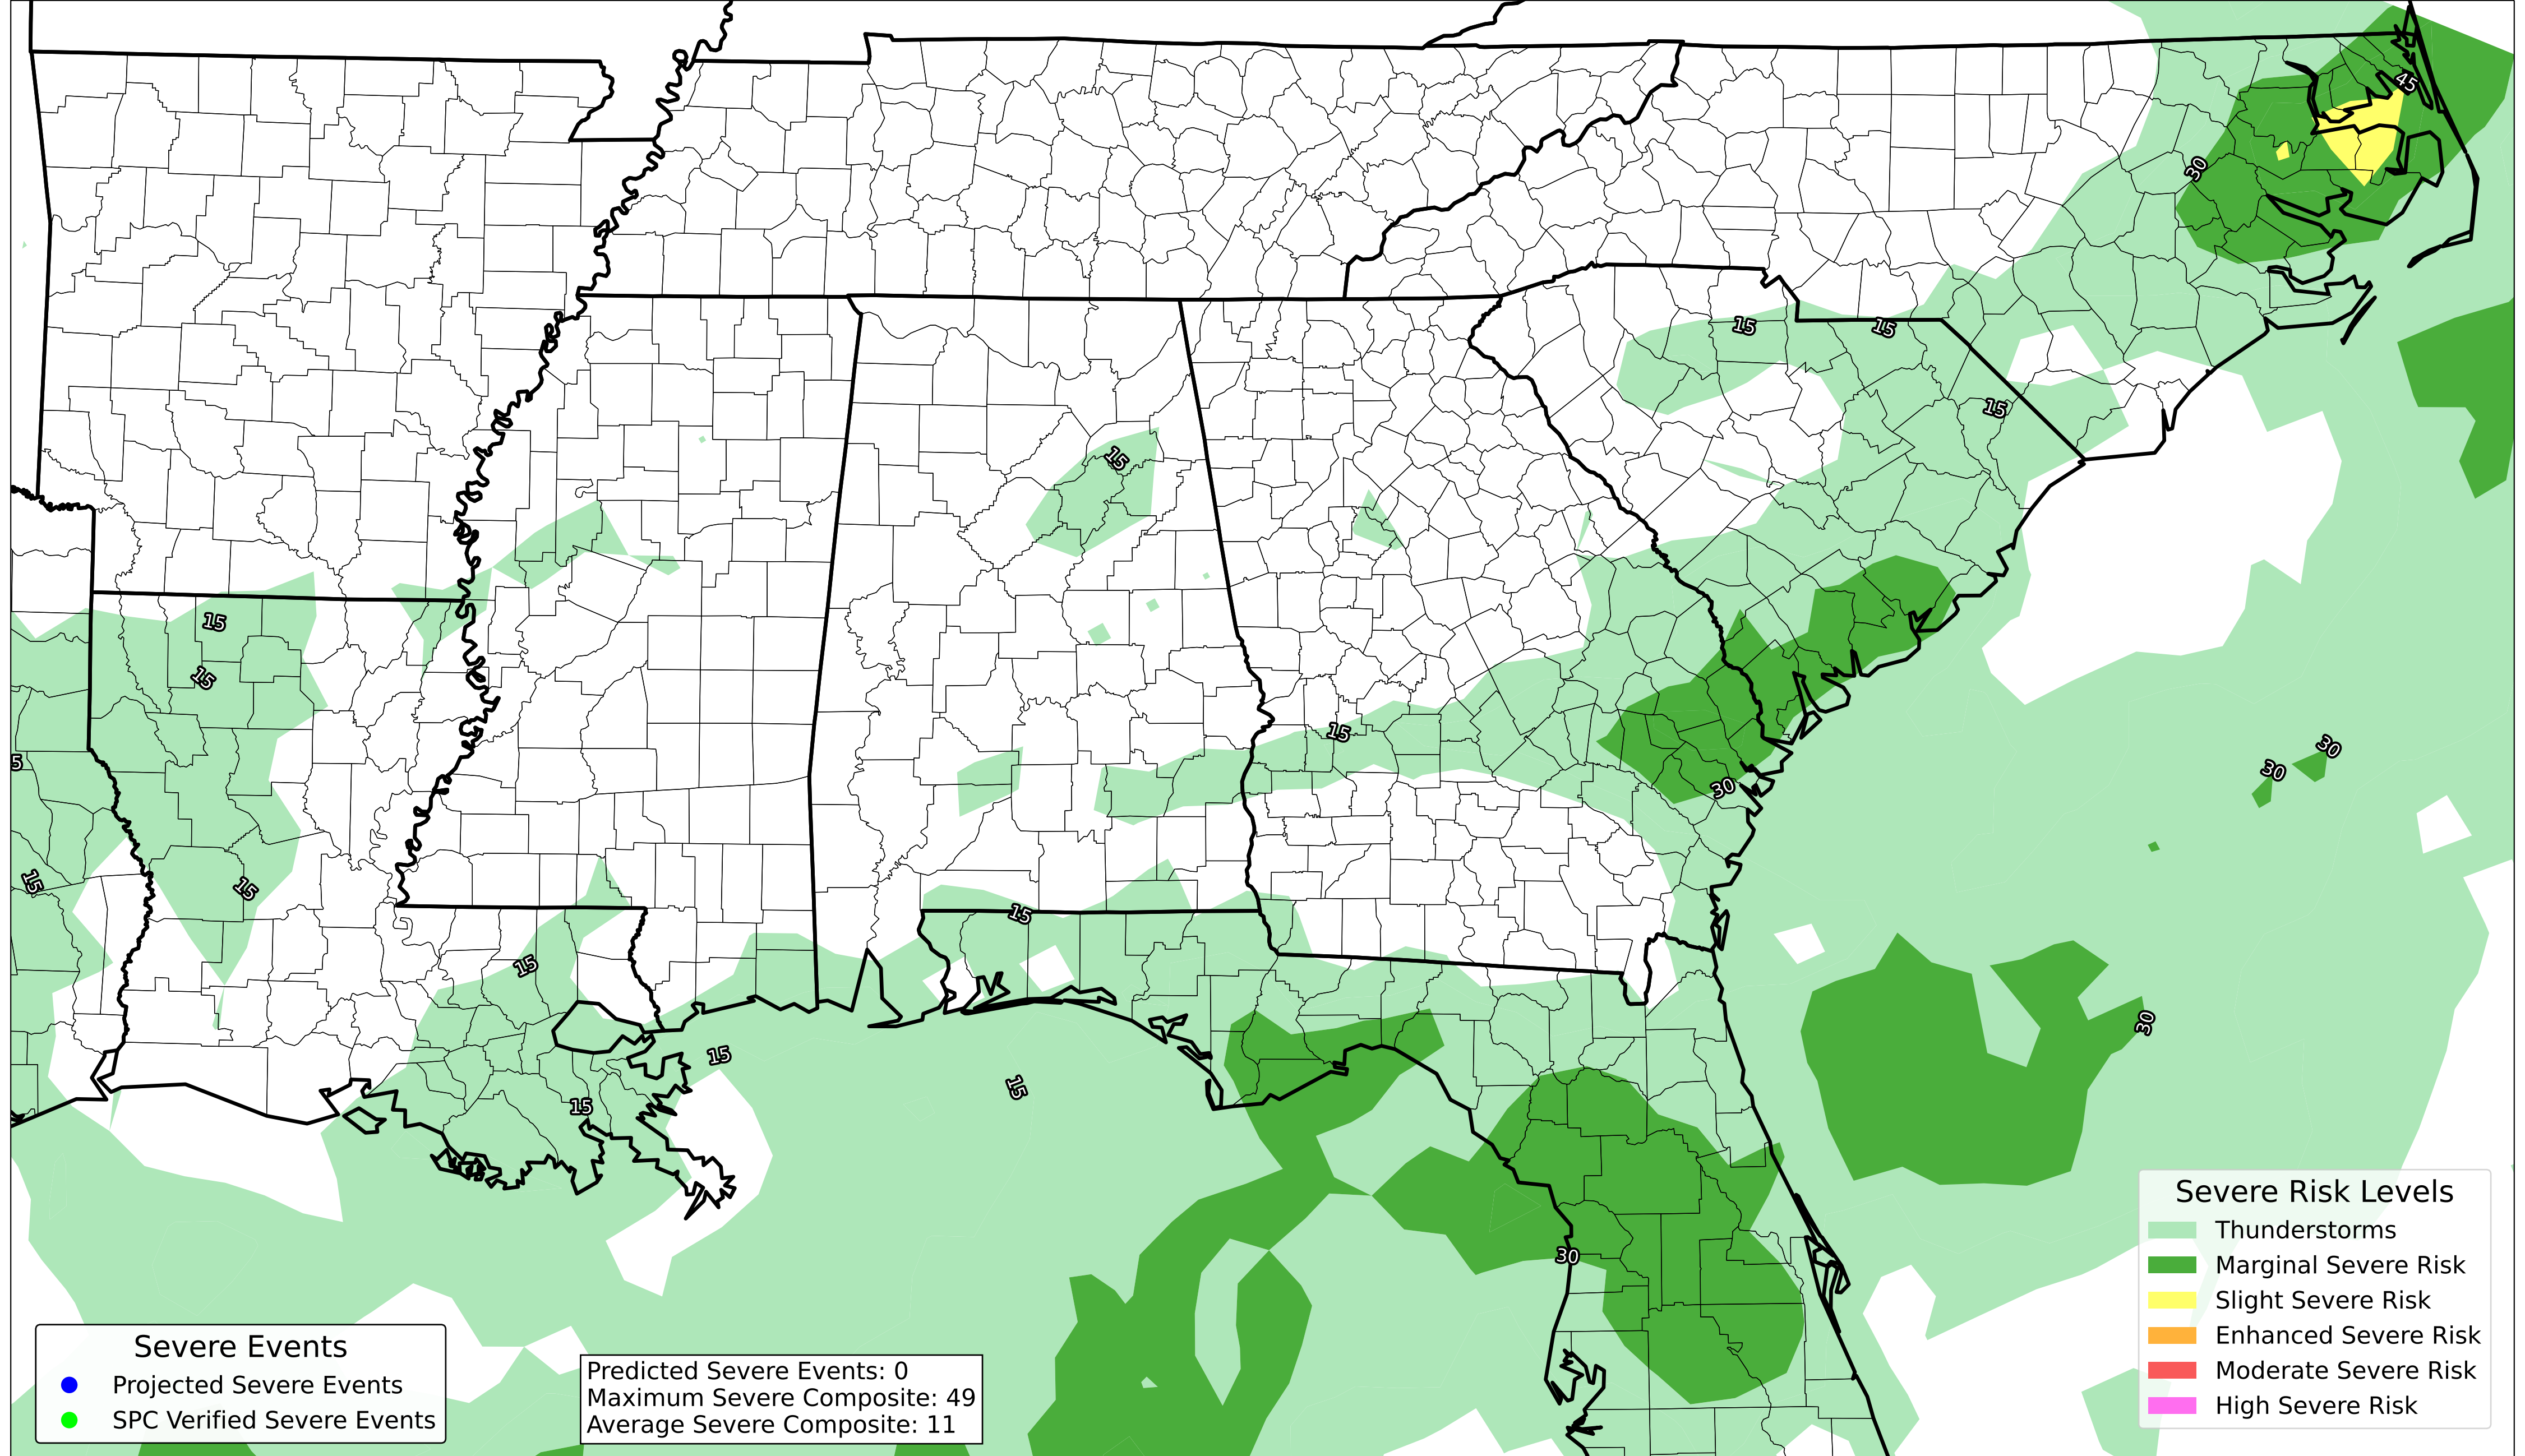 45
30
15
15
15
15
15
15
15
5
30
30
30
15
15
15
15
30
15
15
15
30
Severe Risk Levels
Thunderstorms
Marginal Severe Risk
Slight Severe Risk
Enhanced Severe Risk
Moderate Severe Risk
High Severe Risk
Severe Events
Projected Severe Events
SPC Verified Severe Events
Predicted Severe Events: 0
Maximum Severe Composite: 49
Average Severe Composite: 11